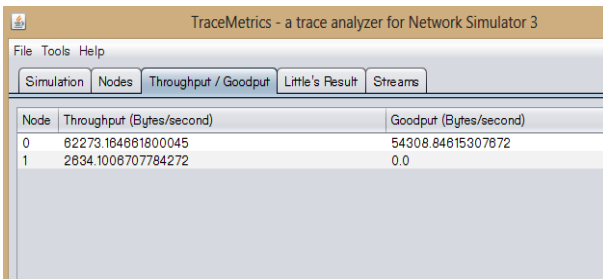 TraceMetrics - a trace analyzer for Network Simulator 3
File Tools Help
Simulation Nodes Throughput / Goodput Little's Result Streams
Node Throughput (Bytes/second) Goodput (Bytes/second)
0 62273.164661800045 54308.84615307672
1 2634.1006707784272 0.0